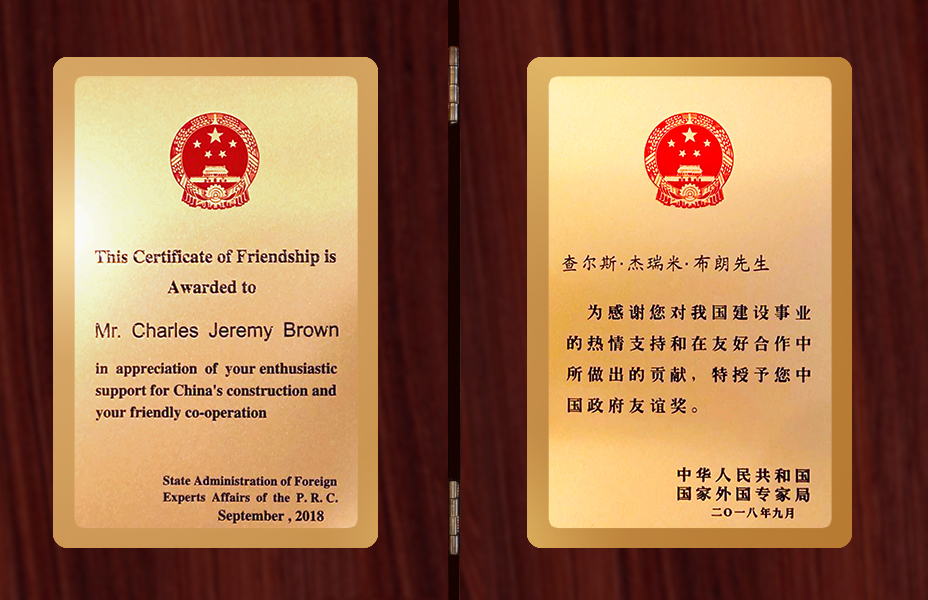 This Certificate of Friendship is
Awarded to
Mr. Charles Jeremy Brown
in appreciation of your enthusiastic
support for China's construction and
your friendly co-operation
State Administration of Foreign
Experts Affairs of the P. R. C.
September , 2018
查尔斯·杰瑞米·布朗先生
为感谢您对我国建设事业
的热情支持和在友好合作中
所做出的贡献，特授予您中
国政府友谊奖。
中华人民共和国
国家外国专家局
二〇一八年九月